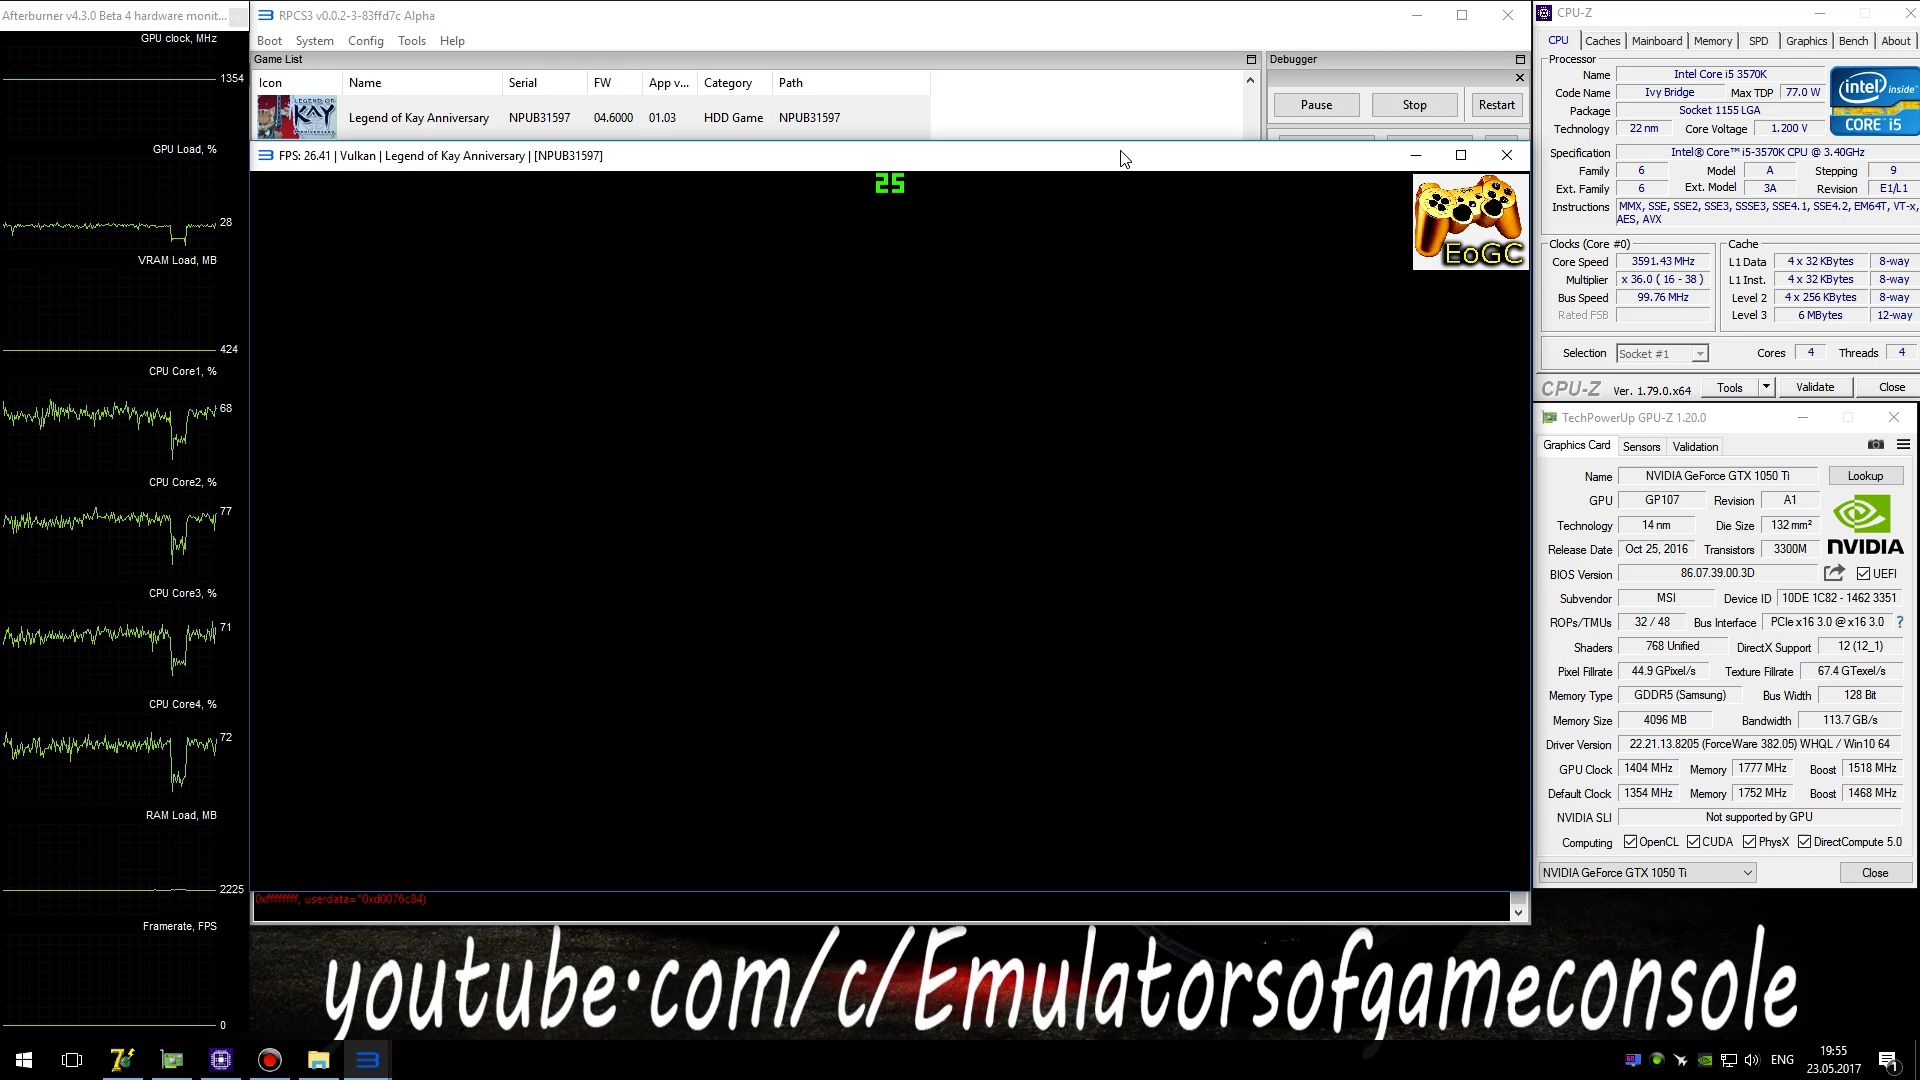 Afterburner v4.3.0 Beta 4 hardware monit...
GPU clock, MHz
1354
GPU Load, %
28
VRAM Load, MB
424
CPU Core1, %
68
CPU Core2, %
77
CPU Core3, %
71
CPU Core4, %
72
RAM Load, MB
2225
Framerate, FPS
0
RPCS3 v0.0.2-3-83ffd7c Alpha
Boot System Config Tools Help
Game List
Icon Name Serial FW App v... Category Path
LEGEND OF KAY Anniversary
Legend of Kay Anniversary NPUB31597 04.6000 01.03 HDD Game NPUB31597
Debugger
Pause Stop Restart
FPS: 26.41 | Vulkan | Legend of Kay Anniversary | [NPUB31597]
25
EoGC
0xffffffff, userdata=*0xd0076c84)
youtube.com/c/Emulatorsofgameconsole
CPU-Z
CPU Caches Mainboard Memory SPD Graphics Bench About
Processor
Name Intel Core i5 3570K
Code Name Ivy Bridge Max TDP 77.0 W
Package Socket 1155 LGA
Technology 22 nm Core Voltage 1.200 V
intel inside™ CORE i5
Specification Intel® Core™ i5-3570K CPU @ 3.40GHz
Family 6 Model A Stepping 9
Ext. Family 6 Ext. Model 3A Revision E1/L1
Instructions MMX, SSE, SSE2, SSE3, SSSE3, SSE4.1, SSE4.2, EM64T, VT-x,
AES, AVX
Clocks (Core #0)
Core Speed 3591.43 MHz
Multiplier x 36.0 ( 16 - 38 )
Bus Speed 99.76 MHz
Rated FSB
Cache
L1 Data 4 x 32 KBytes 8-way
L1 Inst. 4 x 32 KBytes 8-way
Level 2 4 x 256 KBytes 8-way
Level 3 6 MBytes 12-way
Selection Socket #1 Cores 4 Threads 4
CPU-Z Ver. 1.79.0.x64 Tools Validate Close
TechPowerUp GPU-Z 1.20.0
Graphics Card Sensors Validation
Name NVIDIA GeForce GTX 1050 Ti Lookup
GPU GP107 Revision A1
Technology 14 nm Die Size 132 mm²
Release Date Oct 25, 2016 Transistors 3300M
NVIDIA
BIOS Version 86.07.39.00.3D UEFI
Subvendor MSI Device ID 10DE 1C82 - 1462 3351
ROPs/TMUs 32 / 48 Bus Interface PCIe x16 3.0 @ x16 3.0 ?
Shaders 768 Unified DirectX Support 12 (12_1)
Pixel Fillrate 44.9 GPixel/s Texture Fillrate 67.4 GTexel/s
Memory Type GDDR5 (Samsung) Bus Width 128 Bit
Memory Size 4096 MB Bandwidth 113.7 GB/s
Driver Version 22.21.13.8205 (ForceWare 382.05) WHQL / Win10 64
GPU Clock 1404 MHz Memory 1777 MHz Boost 1518 MHz
Default Clock 1354 MHz Memory 1752 MHz Boost 1468 MHz
NVIDIA SLI Not supported by GPU
Computing OpenCL CUDA PhysX DirectCompute 5.0
NVIDIA GeForce GTX 1050 Ti Close
ENG
19:55
23.05.2017
1